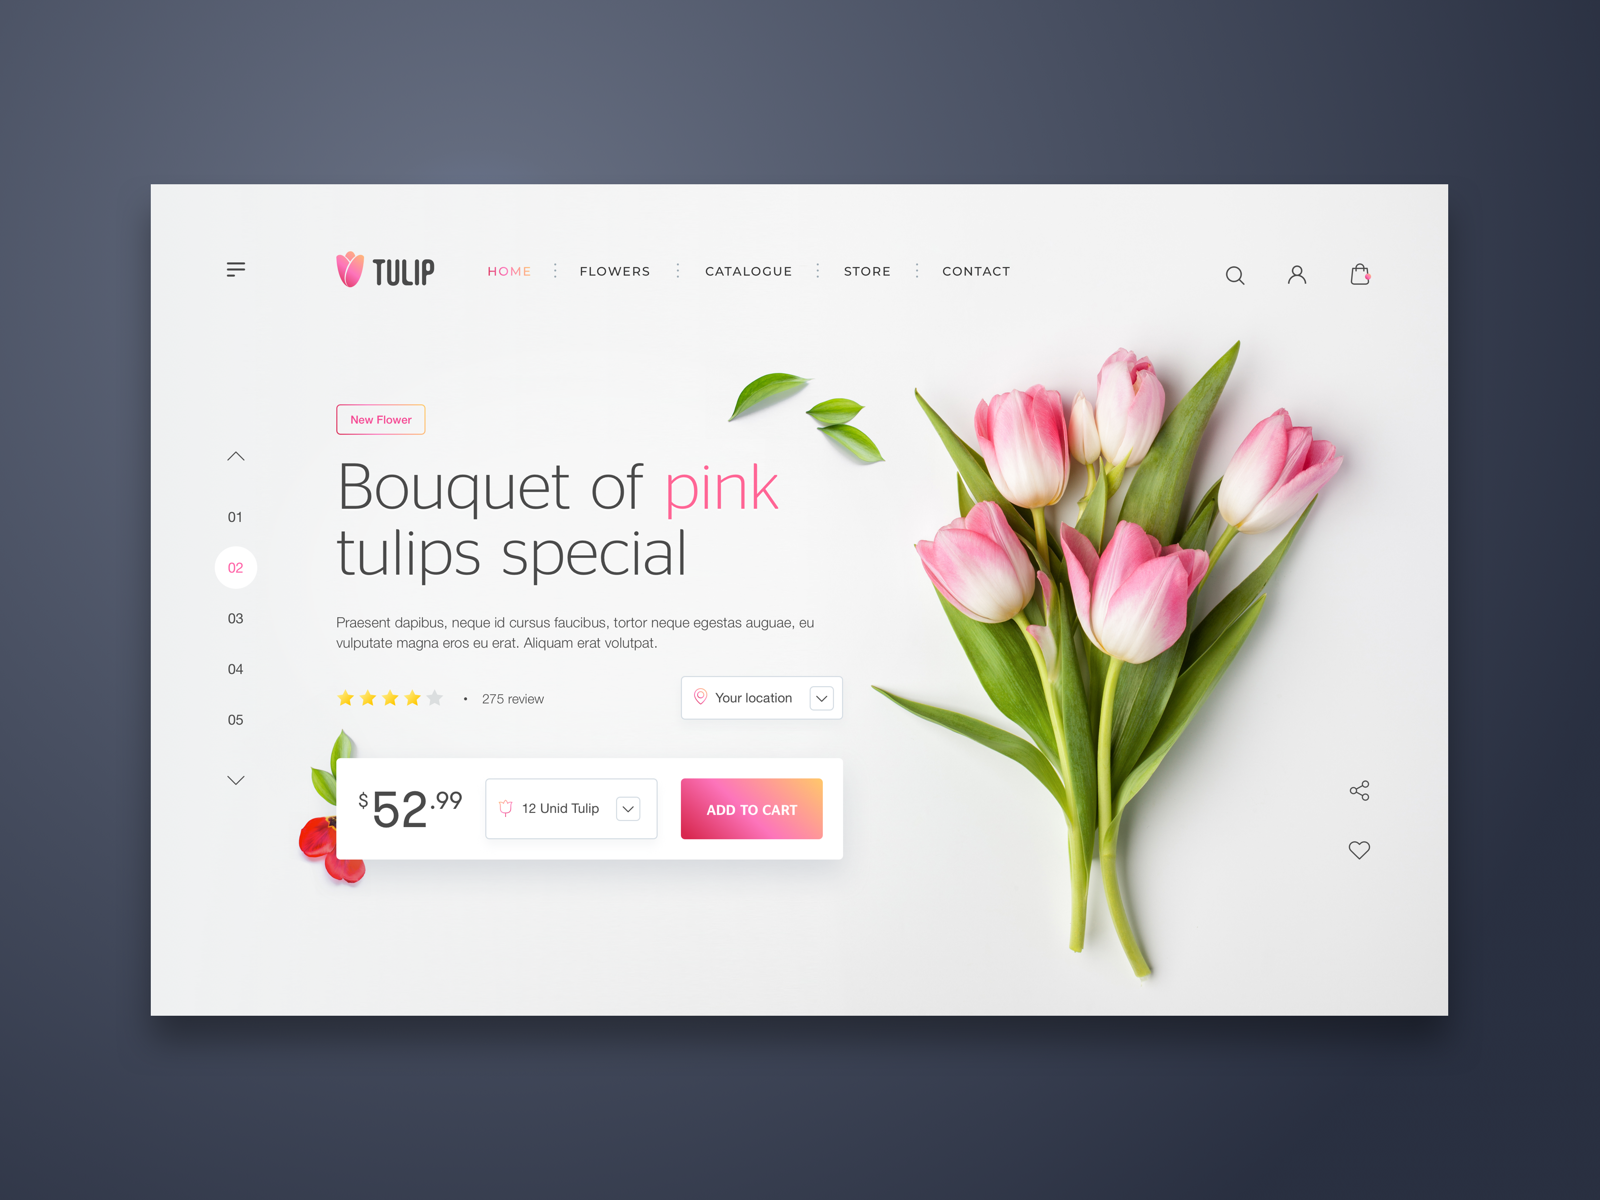 TULIP
HOME
FLOWERS
CATALOGUE
STORE
CONTACT
New Flower
Bouquet of pink
tulips special
Praesent dapibus, neque id cursus faucibus, tortor neque egestas auguae, eu
vulputate magna eros eu erat. Aliquam erat volutpat.
275 review
Your location
$52.99
12 Unid Tulip
ADD TO CART
01
02
03
04
05